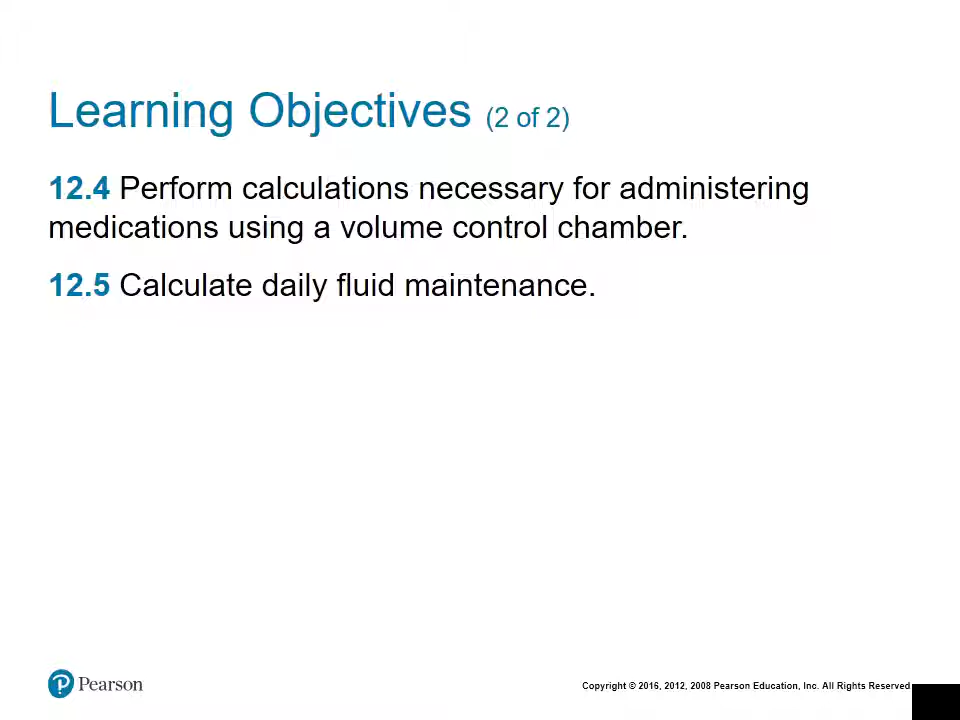 Learning Objectives (2 of 2)
12.4 Perform calculations necessary for administering
medications using a volume control chamber.
12.5 Calculate daily fluid maintenance.
Pearson
Copyright © 2016, 2012, 2008 Pearson Education, Inc. All Rights Reserved